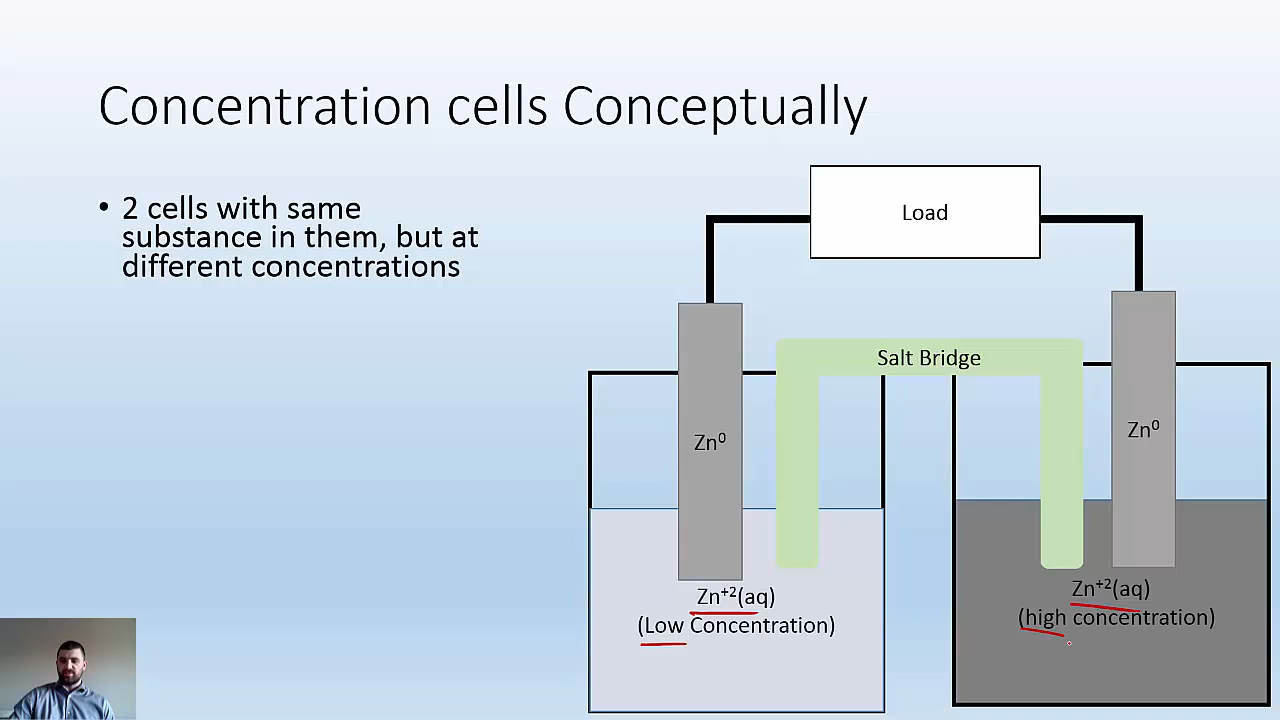 Concentration cells Conceptually
• 2 cells with same
substance in them, but at
different concentrations
Load
Salt Bridge
Zn⁰
Zn⁰
Zn⁺²(aq)
(Low Concentration)
Zn⁺²(aq)
(high concentration)